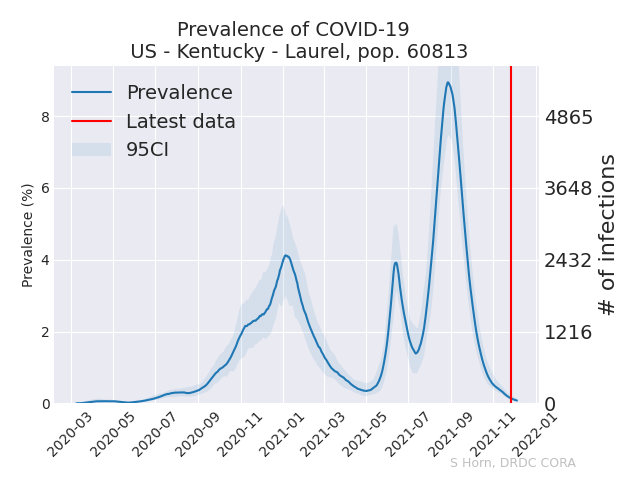 Prevalence of COVID-19
US - Kentucky - Laurel, pop. 60813
Prevalence
Latest data
95CI
Prevalence (%)
8
6
4
2
0
4865
3648
2432
1216
0
# of infections
2020-03
2020-05
2020-07
2020-09
2020-11
2021-01
2021-03
2021-05
2021-07
2021-09
2021-11
2022-01
S Horn, DRDC CORA